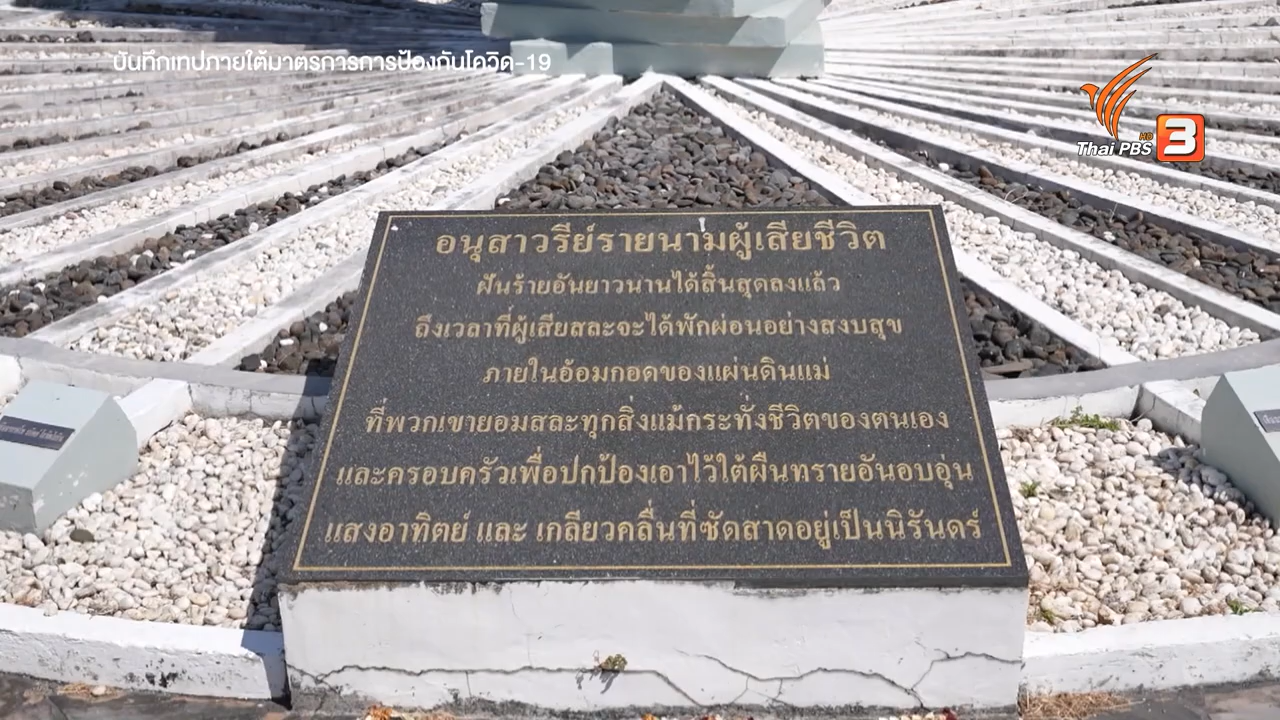 บันทึกเทปภายใต้มาตรการการป้องกันโควิด-19
Thai PBS HD 3
อนุสาวรีย์รายนามผู้เสียชีวิต
ฝันร้ายอันยาวนานได้สิ้นสุดลงแล้ว
ถึงเวลาที่ผู้เสียสละจะได้พักผ่อนอย่างสงบสุข
ภายในอ้อมกอดของแผ่นดินแม่
ที่พวกเขายอมสละทุกสิ่งแม้กระทั่งชีวิตของตนเอง
และครอบครัวเพื่อปกป้องเอาไว้ใต้ผืนทรายอันอบอุ่น
แสงอาทิตย์ และ เกลียวคลื่นที่ซัดสาดอยู่เป็นนิรันดร์